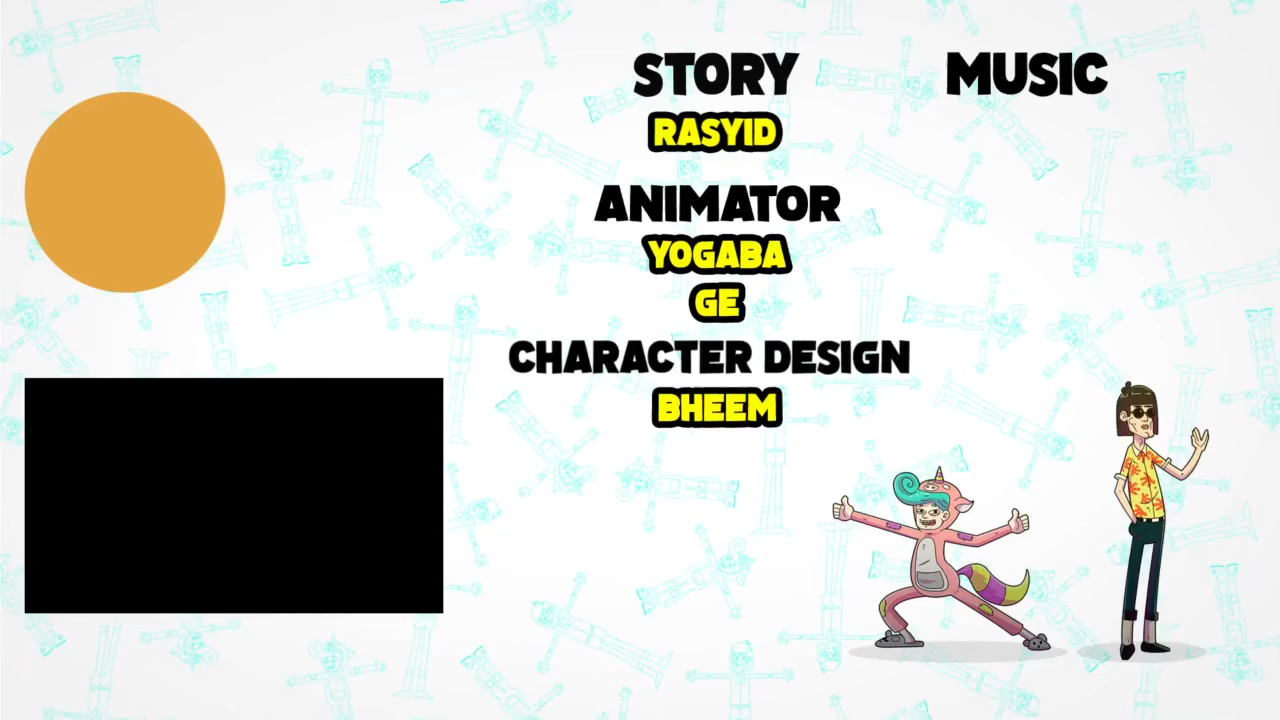 STORY
RASYID
ANIMATOR
YOGABA
GE
CHARACTER DESIGN
BHEEM
MUSIC